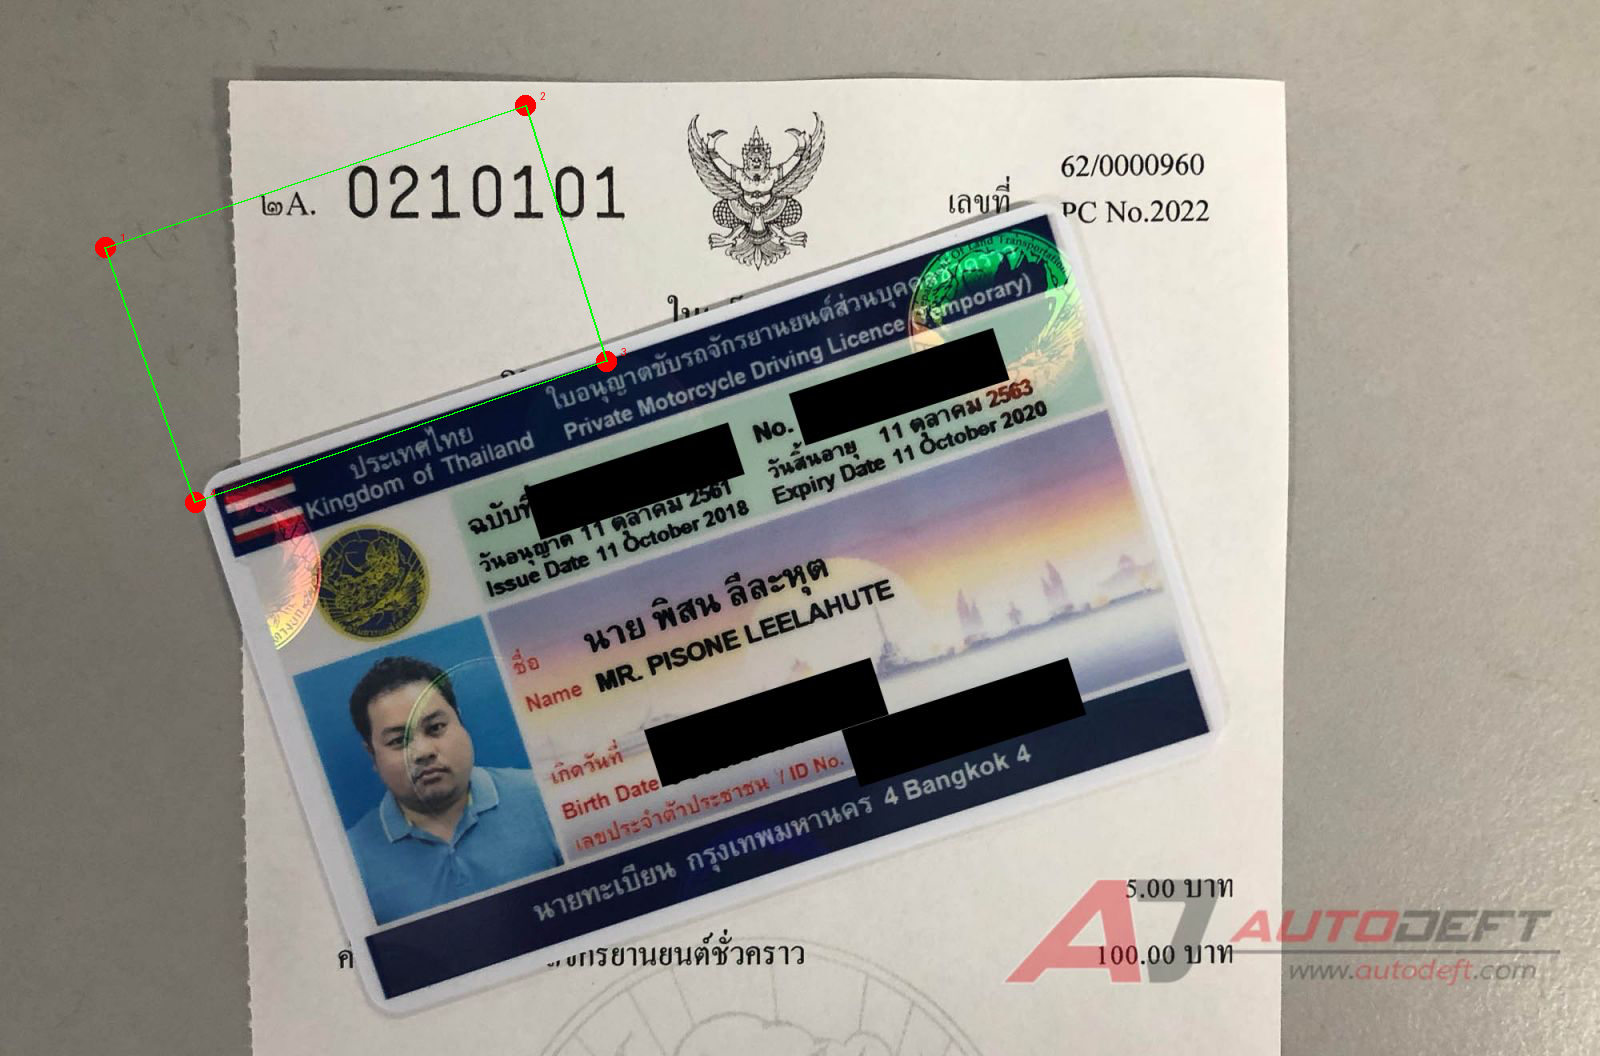 ๒A. 0210101
เลขที่ 62/0000960
PC No.2022
ประเทศไทย
Kingdom of Thailand
ใบอนุญาตขับรถจักรยานยนต์ส่วนบุคคลชั่วคราว
Private Motorcycle Driving Licence (Temporary)
ฉบับที่
No.
วันอนุญาต 11 ตุลาคม 2561
วันสิ้นอายุ 11 ตุลาคม 2563
Issue Date 11 October 2018
Expiry Date 11 October 2020
ชื่อ นาย พิสน ลีละหุต
Name MR. PISONE LEELAHUTE
เกิดวันที่
Birth Date
เลขประจำตัวประชาชน / ID No.
นายทะเบียน กรุงเทพมหานคร 4 Bangkok 4
5.00 บาท
จักรยานยนต์ชั่วคราว 100.00 บาท
AUTODEFT
www.autodeft.com
1
2
3